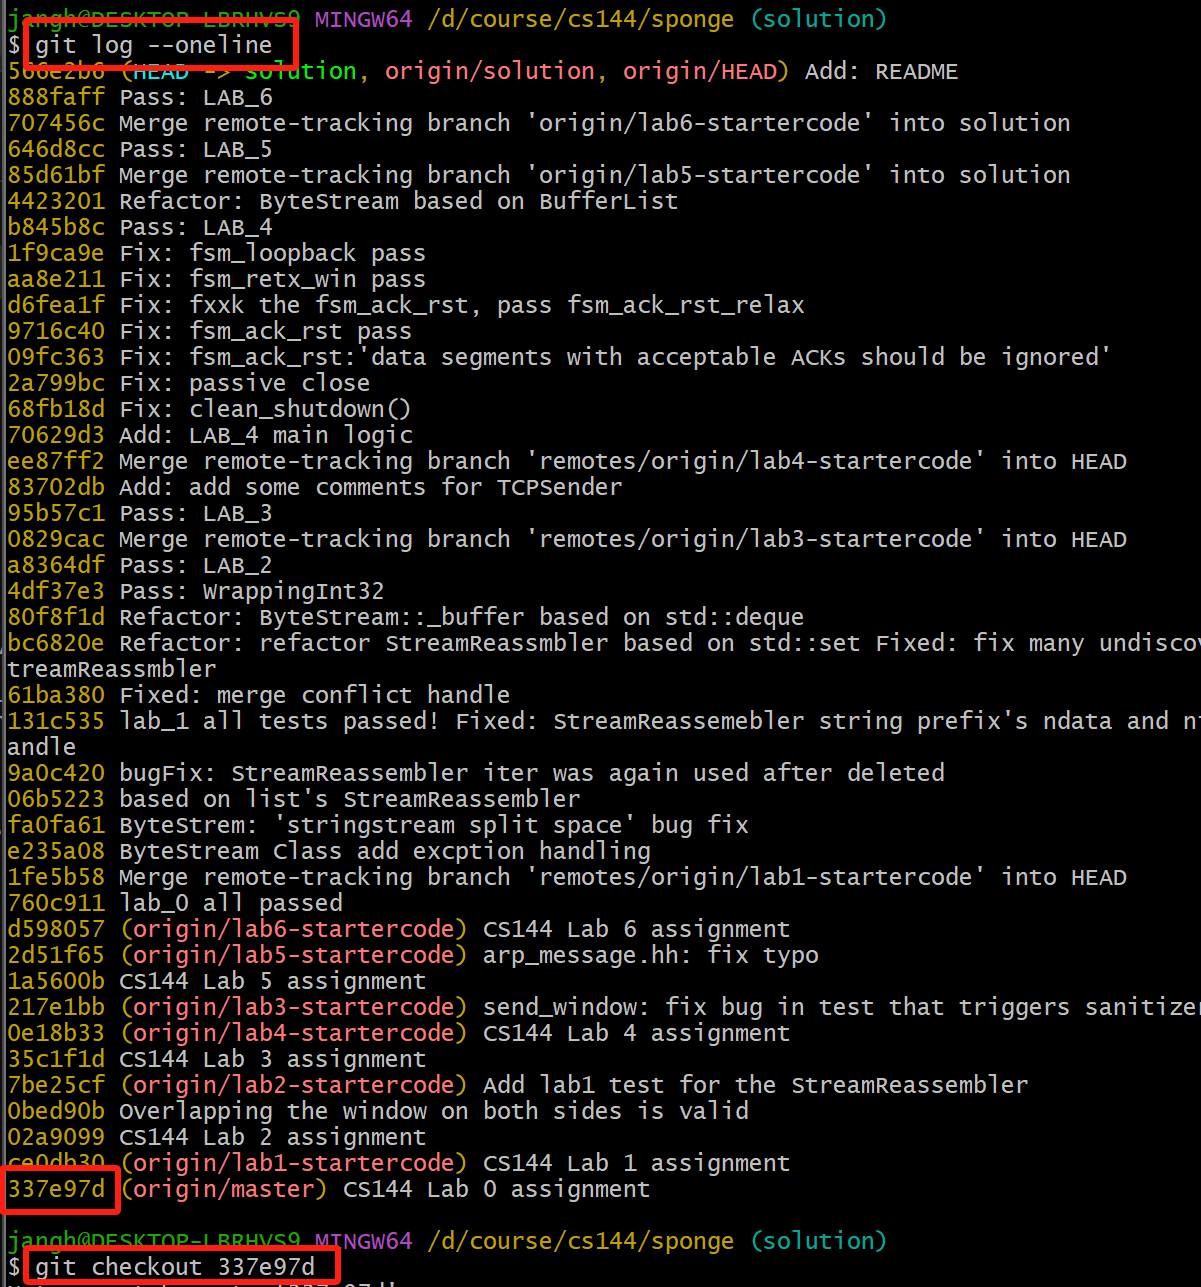 jangh@DESKTOP-LBRHVS9 MINGW64 /d/course/cs144/sponge (solution)
$ git log --oneline
566e2b6 (HEAD -> solution, origin/solution, origin/HEAD) Add: README
888faff Pass: LAB_6
707456c Merge remote-tracking branch 'origin/lab6-startercode' into solution
646d8cc Pass: LAB_5
85d61bf Merge remote-tracking branch 'origin/lab5-startercode' into solution
4423201 Refactor: ByteStream based on BufferList
b845b8c Pass: LAB_4
1f9ca9e Fix: fsm_loopback pass
aa8e211 Fix: fsm_retx_win pass
d6fea1f Fix: fxxk the fsm_ack_rst, pass fsm_ack_rst_relax
9716c40 Fix: fsm_ack_rst pass
09fc363 Fix: fsm_ack_rst:'data segments with acceptable ACKs should be ignored'
2a799bc Fix: passive close
68fb18d Fix: clean_shutdown()
70629d3 Add: LAB_4 main logic
ee87ff2 Merge remote-tracking branch 'remotes/origin/lab4-startercode' into HEAD
83702db Add: add some comments for TCPSender
95b57c1 Pass: LAB_3
0829cac Merge remote-tracking branch 'remotes/origin/lab3-startercode' into HEAD
a8364df Pass: LAB_2
4df37e3 Pass: WrappingInt32
80f8f1d Refactor: ByteStream::_buffer based on std::deque
bc6820e Refactor: refactor StreamReassmbler based on std::set Fixed: fix many undiscov
treamReassmbler
61ba380 Fixed: merge conflict handle
131c535 lab_1 all tests passed! Fixed: StreamReassemebler string prefix's ndata and
andle
9a0c420 bugFix: StreamReassembler iter was again used after deleted
06b5223 based on list's StreamReassembler
fa0fa61 ByteStrem: 'stringstream split space' bug fix
e235a08 ByteStream Class add excption handling
1fe5b58 Merge remote-tracking branch 'remotes/origin/lab1-startercode' into HEAD
760c911 lab_0 all passed
d598057 (origin/lab6-startercode) CS144 Lab 6 assignment
2d51f65 (origin/lab5-startercode) arp_message.hh: fix typo
1a5600b CS144 Lab 5 assignment
217e1bb (origin/lab3-startercode) send_window: fix bug in test that triggers sanitizer
0e18b33 (origin/lab4-startercode) CS144 Lab 4 assignment
35c1f1d CS144 Lab 3 assignment
7be25cf (origin/lab2-startercode) Add lab1 test for the StreamReassembler
0bed90b Overlapping the window on both sides is valid
02a9099 CS144 Lab 2 assignment
ce0db30 (origin/lab1-startercode) CS144 Lab 1 assignment
337e97d (origin/master) CS144 Lab 0 assignment
jangh@DESKTOP-LBRHVS9 MINGW64 /d/course/cs144/sponge (solution)
$ git checkout 337e97d